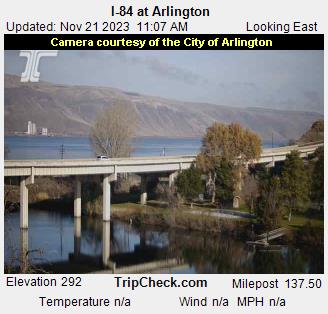 I-84 at Arlington
Updated: Nov 21 2023 11:07 AM Looking East
Camera courtesy of the City of Arlington
Elevation 292 TripCheck.com Milepost 137.50
Temperature n/a Wind n/a MPH n/a